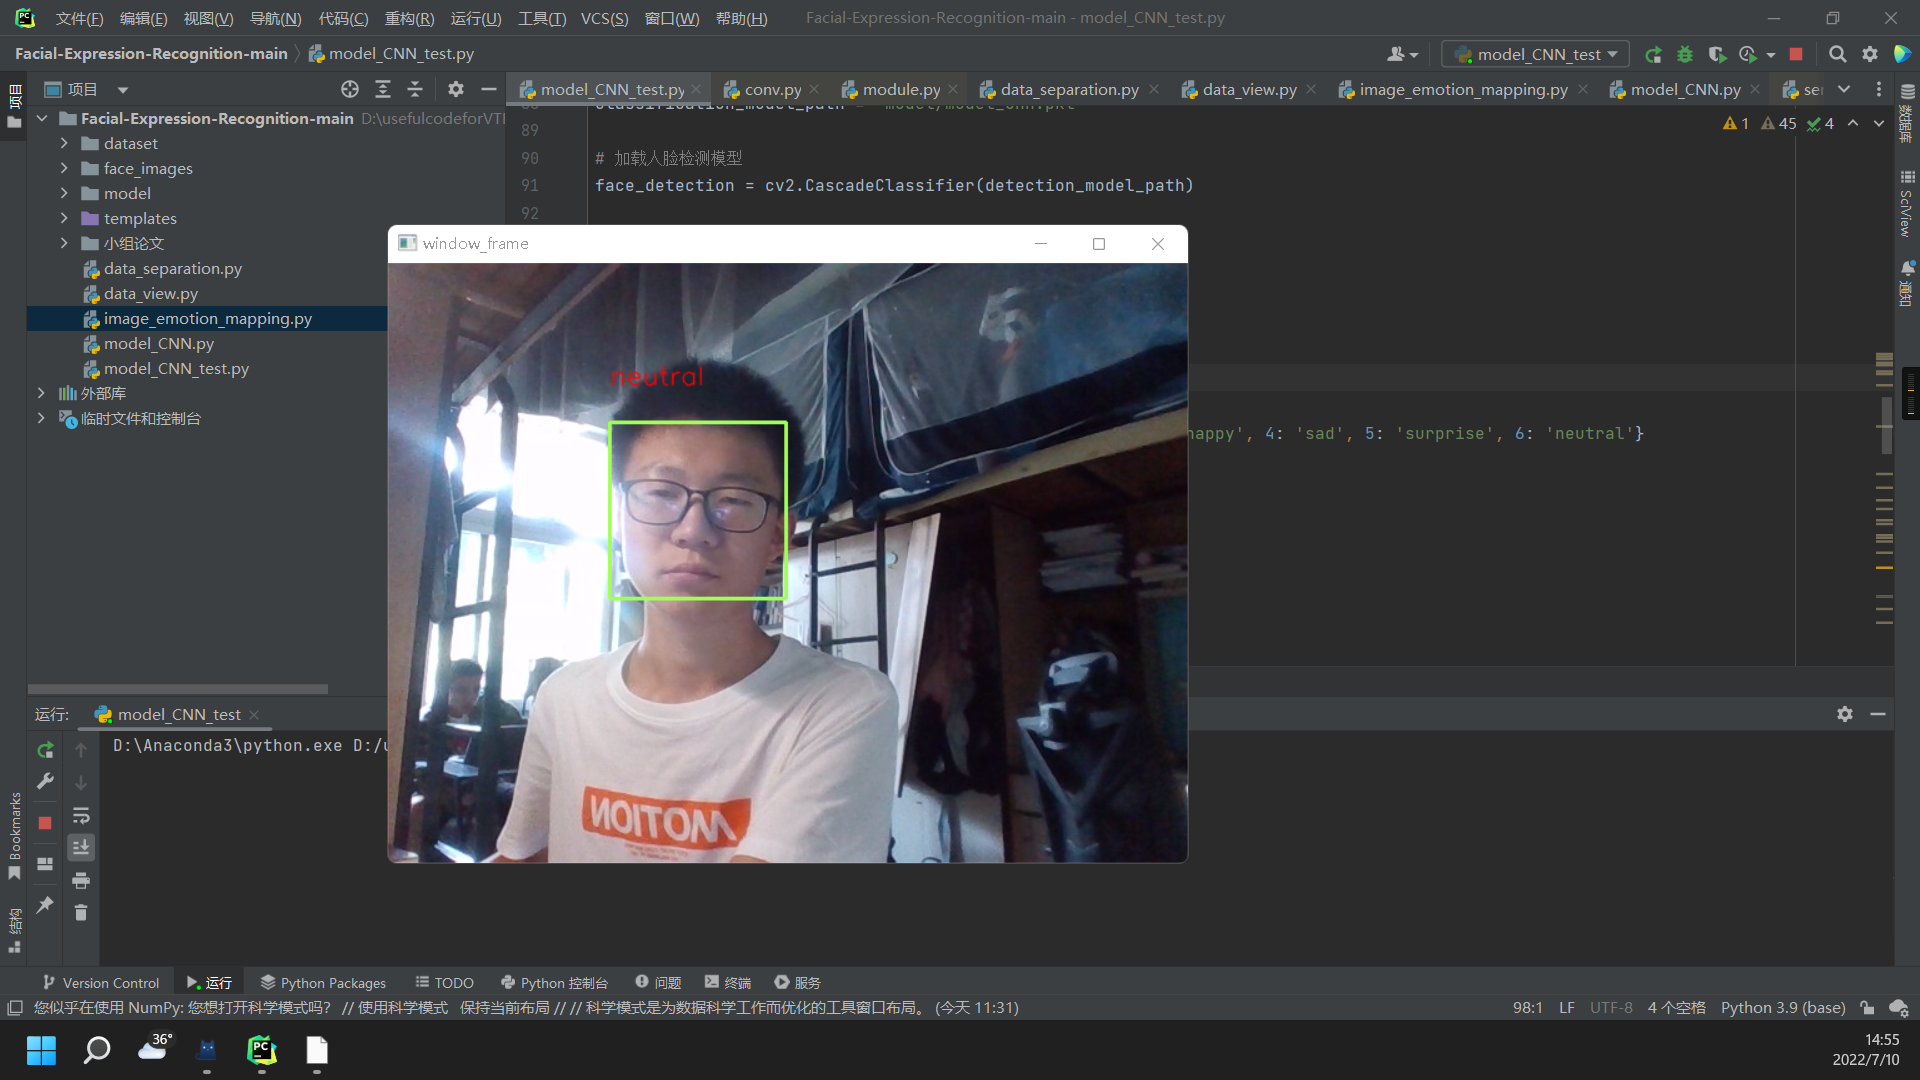 文件(F) 编辑(E) 视图(V) 导航(N) 代码(C) 重构(R) 运行(U) 工具(T) VCS(S) 窗口(W) 帮助(H) Facial-Expression-Recognition-main - model_CNN_test.py
Facial-Expression-Recognition-main model_CNN_test.py model_CNN_test
项目 项目 model_CNN_test.py conv.py module.py data_separation.py data_view.py image_emotion_mapping.py model_CNN.py
Facial-Expression-Recognition-main
dataset
face_images
model
templates
小组论文
data_separation.py
data_view.py
image_emotion_mapping.py
model_CNN.py
model_CNN_test.py
外部库
临时文件和控制台
1 45 4
89
90 # 加载人脸检测模型
91 face_detection = cv2.CascadeClassifier(detection_model_path)
92
4: 'sad', 5: 'surprise', 6: 'neutral'}
window_frame
neutral
NOITOM
数据库
SciView
通知
运行: model_CNN_test
D:\Anaconda3\python.exe
Bookmarks
结构
Version Control 运行 Python Packages TODO Python 控制台 问题 终端 服务
您似乎在使用 NumPy: 您想打开科学模式吗? // 使用科学模式 保持当前布局 // // 科学模式是为数据科学工作而优化的工具窗口布局。 (今天 11:31) 98:1 LF UTF-8 4 个空格 Python 3.9 (base)
36°
14:55
2022/7/10